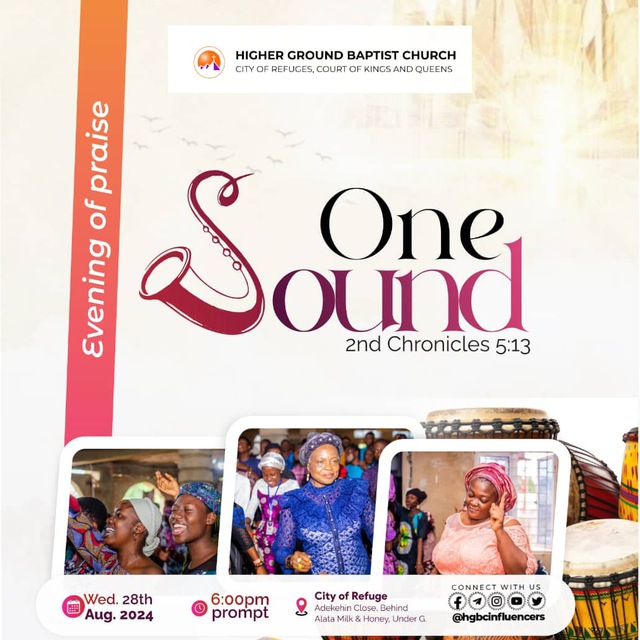 HIGHER GROUND BAPTIST CHURCH
CITY OF REFUGES, COURT OF KINGS AND QUEENS
Evening of praise
One
Sound
2nd Chronicles 5:13
Wed. 28th
Aug. 2024
6:00pm
prompt
City of Refuge
Adekehin Close, Behind
Alata Milk & Honey, Under G.
CONNECT WITH US
@hgbcinfluencers